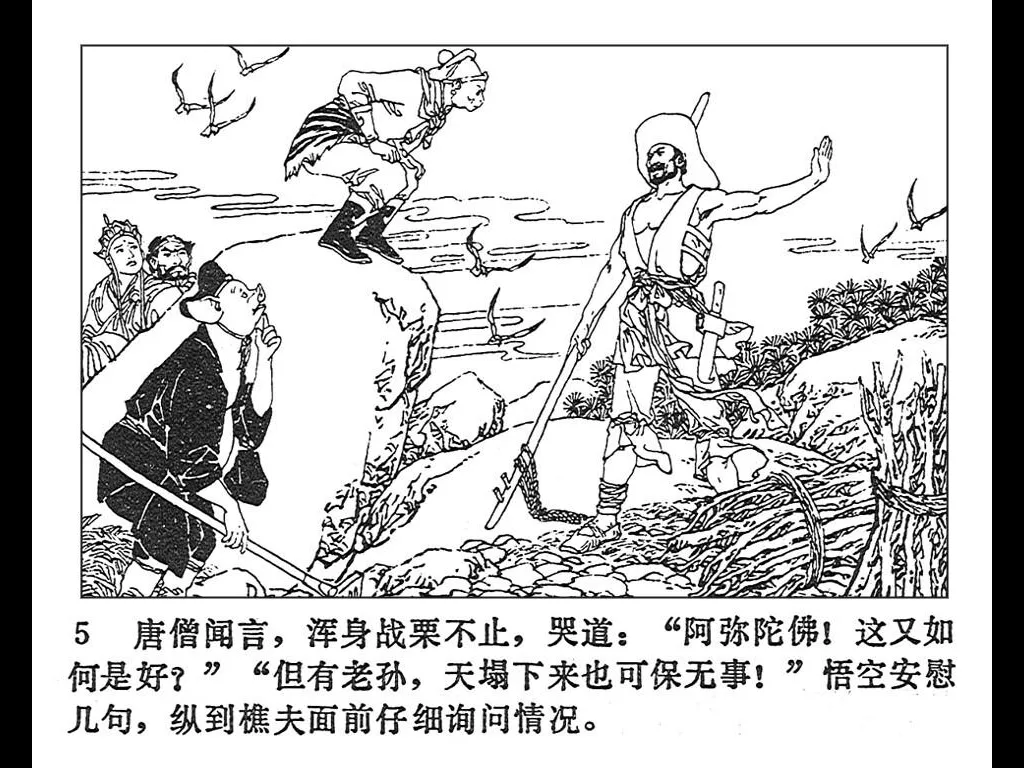 5 唐僧闻言，浑身战栗不止，哭道：“阿弥陀佛！这又如
何是好？”“但有老孙，天塌下来也可保无事！”悟空安慰
几句，纵到樵夫面前仔细询问情况。